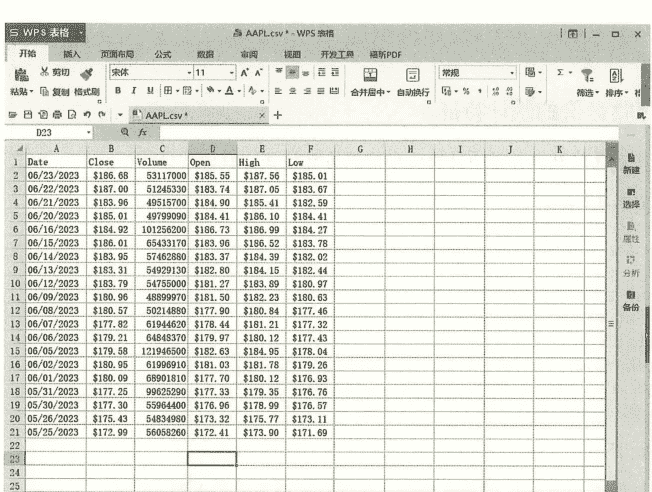 S WPS 表格
AAPL.csv * - WPS 表格
开始 插入 页面布局 公式 数据 审阅 视图 开发工具 福昕PDF
剪切 宋体 11 常规
粘贴 复制 格式刷 B I U 合并居中 自动换行 筛选 排序
AAPL.csv *
D23 fx
A B C D E F G H I J K
1 Date Close Volume Open High Low
2 06/23/2023 $186.68 53117000 $185.55 $187.56 $185.01
3 06/22/2023 $187.00 51245330 $183.74 $187.05 $183.67
4 06/21/2023 $183.96 49515700 $184.90 $185.41 $182.59
5 06/20/2023 $185.01 49799090 $184.41 $186.10 $184.41
6 06/16/2023 $184.92 101256200 $186.73 $186.99 $184.27
7 06/15/2023 $186.01 65433170 $183.96 $186.52 $183.78
8 06/14/2023 $183.95 57462880 $183.37 $184.39 $182.02
9 06/13/2023 $183.31 54929130 $182.80 $184.15 $182.44
10 06/12/2023 $183.79 54755000 $181.27 $183.89 $180.97
11 06/09/2023 $180.96 48899970 $181.50 $182.23 $180.63
12 06/08/2023 $180.57 50214880 $177.90 $180.84 $177.46
13 06/07/2023 $177.82 61944620 $178.44 $181.21 $177.32
14 06/06/2023 $179.21 64848370 $179.97 $180.12 $177.43
15 06/05/2023 $179.58 121946500 $182.63 $184.95 $178.04
16 06/02/2023 $180.95 61996910 $181.03 $181.78 $179.26
17 06/01/2023 $180.09 68901810 $177.70 $180.12 $176.93
18 05/31/2023 $177.25 99625290 $177.33 $179.35 $176.76
19 05/30/2023 $177.30 55964400 $176.96 $178.99 $176.57
20 05/26/2023 $175.43 54834980 $173.32 $175.77 $173.11
21 05/25/2023 $172.99 56058260 $172.41 $173.90 $171.69
22
23
24
25
新建
选择
属性
分析
备份